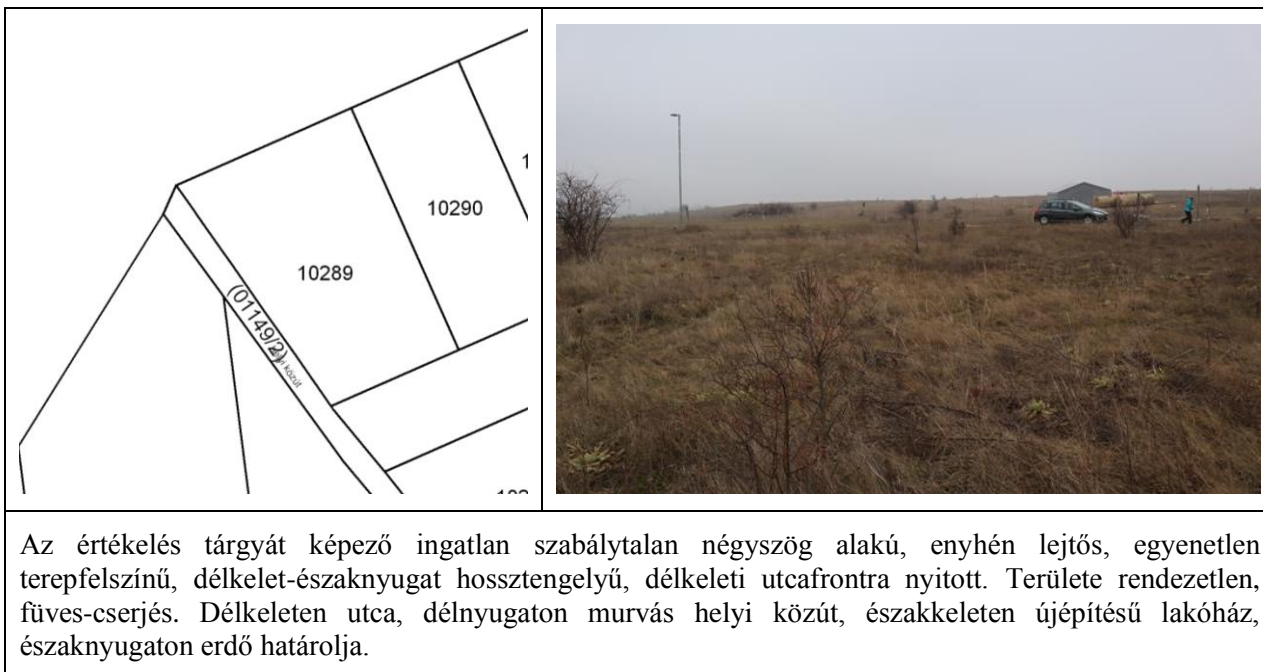 10290
10289
(01149/2)
Az értékelés tárgyát képező ingatlan szabálytalan négyszög alakú, enyhén lejtős, egyenetlen
terepfelszínű, délkelet-északnyugat hossztengelyű, délkeleti utcafrontra nyitott. Területe rendezetlen,
füves-cserjés. Délkeleten utca, délnyugaton murvás helyi közút, északkeleten újépítésű lakóház,
északnyugaton erdő határolja.